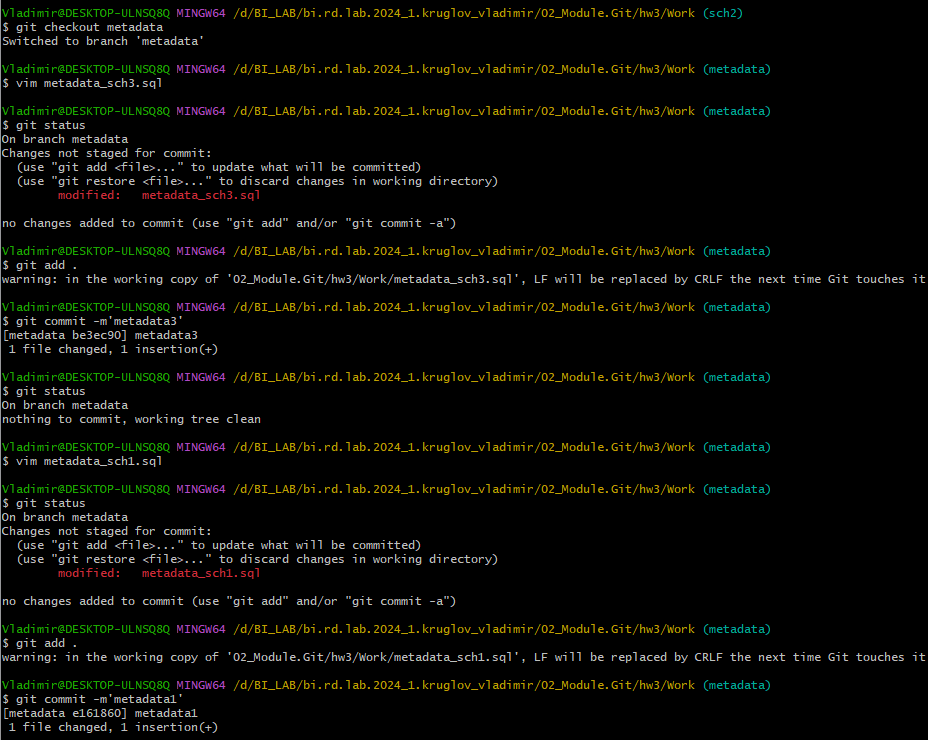 Vladimir@DESKTOP-ULNSQ8Q MINGW64 /d/BI_LAB/bi.rd.lab.2024_1.kruglov_vladimir/02_Module.Git/hw3/Work (sch2)
$ git checkout metadata
Switched to branch 'metadata'
Vladimir@DESKTOP-ULNSQ8Q MINGW64 /d/BI_LAB/bi.rd.lab.2024_1.kruglov_vladimir/02_Module.Git/hw3/Work (metadata)
$ vim metadata_sch3.sql
Vladimir@DESKTOP-ULNSQ8Q MINGW64 /d/BI_LAB/bi.rd.lab.2024_1.kruglov_vladimir/02_Module.Git/hw3/Work (metadata)
$ git status
On branch metadata
Changes not staged for commit:
  (use "git add <file>..." to update what will be committed)
  (use "git restore <file>..." to discard changes in working directory)
        modified:   metadata_sch3.sql
no changes added to commit (use "git add" and/or "git commit -a")
Vladimir@DESKTOP-ULNSQ8Q MINGW64 /d/BI_LAB/bi.rd.lab.2024_1.kruglov_vladimir/02_Module.Git/hw3/Work (metadata)
$ git add .
warning: in the working copy of '02_Module.Git/hw3/Work/metadata_sch3.sql', LF will be replaced by CRLF the next time Git touches it
Vladimir@DESKTOP-ULNSQ8Q MINGW64 /d/BI_LAB/bi.rd.lab.2024_1.kruglov_vladimir/02_Module.Git/hw3/Work (metadata)
$ git commit -m'metadata3'
[metadata be3ec90] metadata3
 1 file changed, 1 insertion(+)
Vladimir@DESKTOP-ULNSQ8Q MINGW64 /d/BI_LAB/bi.rd.lab.2024_1.kruglov_vladimir/02_Module.Git/hw3/Work (metadata)
$ git status
On branch metadata
nothing to commit, working tree clean
Vladimir@DESKTOP-ULNSQ8Q MINGW64 /d/BI_LAB/bi.rd.lab.2024_1.kruglov_vladimir/02_Module.Git/hw3/Work (metadata)
$ vim metadata_sch1.sql
Vladimir@DESKTOP-ULNSQ8Q MINGW64 /d/BI_LAB/bi.rd.lab.2024_1.kruglov_vladimir/02_Module.Git/hw3/Work (metadata)
$ git status
On branch metadata
Changes not staged for commit:
  (use "git add <file>..." to update what will be committed)
  (use "git restore <file>..." to discard changes in working directory)
        modified:   metadata_sch1.sql
no changes added to commit (use "git add" and/or "git commit -a")
Vladimir@DESKTOP-ULNSQ8Q MINGW64 /d/BI_LAB/bi.rd.lab.2024_1.kruglov_vladimir/02_Module.Git/hw3/Work (metadata)
$ git add .
warning: in the working copy of '02_Module.Git/hw3/Work/metadata_sch1.sql', LF will be replaced by CRLF the next time Git touches it
Vladimir@DESKTOP-ULNSQ8Q MINGW64 /d/BI_LAB/bi.rd.lab.2024_1.kruglov_vladimir/02_Module.Git/hw3/Work (metadata)
$ git commit -m'metadata1'
[metadata e161860] metadata1
 1 file changed, 1 insertion(+)